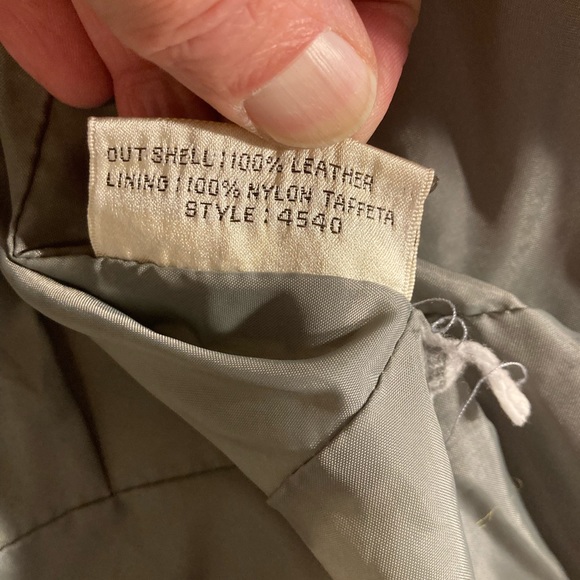 OUT SHELL:100% LEATHER
LINING:100% NYLON TAFFETA
STYLE:4540